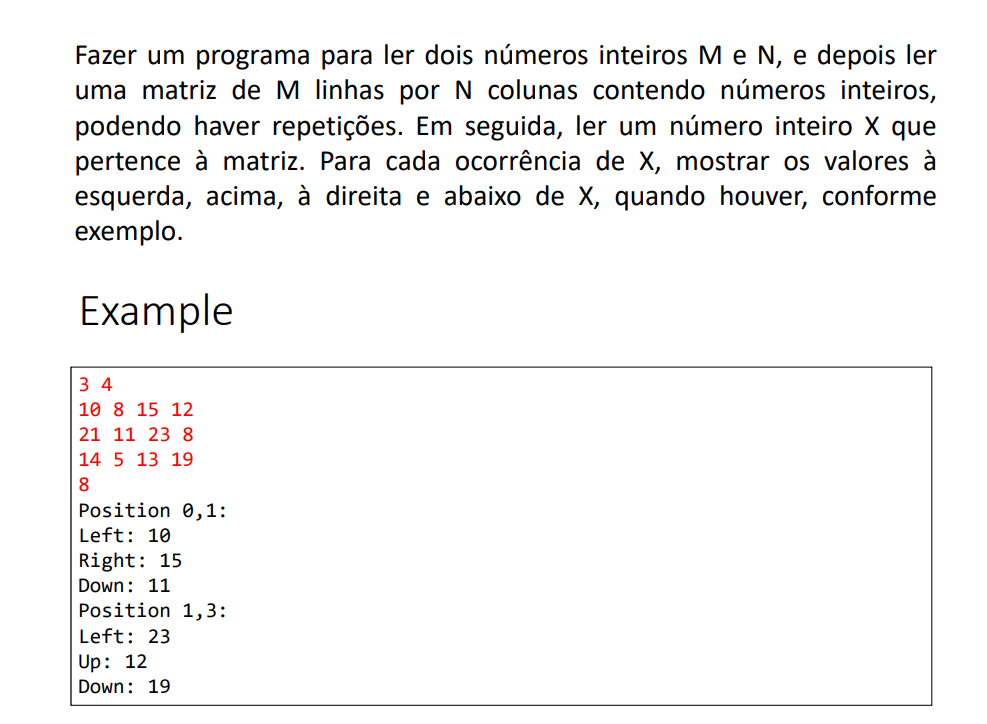 Fazer um programa para ler dois números inteiros M e N, e depois ler
uma matriz de M linhas por N colunas contendo números inteiros,
podendo haver repetições. Em seguida, ler um número inteiro X que
pertence à matriz. Para cada ocorrência de X, mostrar os valores à
esquerda, acima, à direita e abaixo de X, quando houver, conforme
exemplo.
Example
3 4
10 8 15 12
21 11 23 8
14 5 13 19
8
Position 0,1:
Left: 10
Right: 15
Down: 11
Position 1,3:
Left: 23
Up: 12
Down: 19